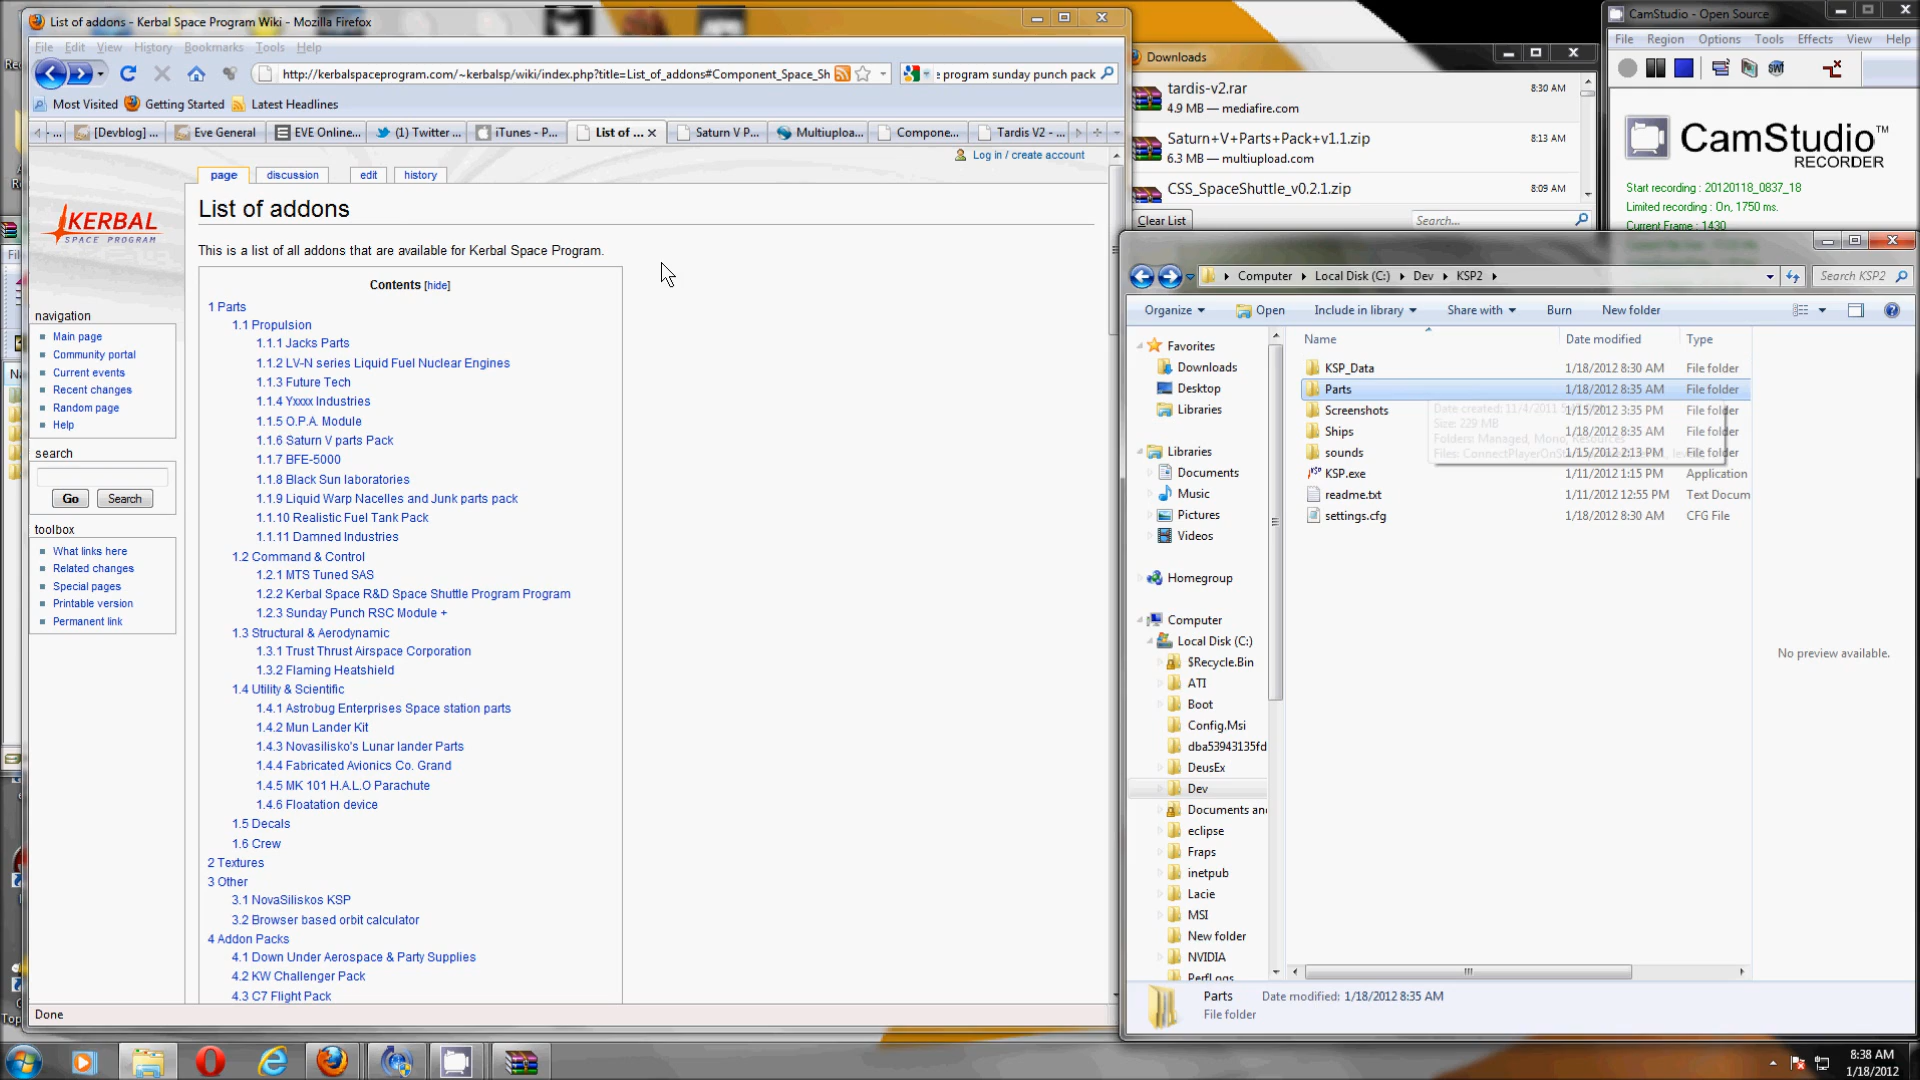 List of addons - Kerbal Space Program Wiki - Mozilla Firefox
File Edit View History Bookmarks Tools Help
http://kerbalspaceprogram.com/~kerbalsp/wiki/index.php?title=List_of_addons#Component_Space_Sh
program sunday punch pack
Most Visited Getting Started Latest Headlines
[Devblog] ... Eve General EVE Online... (1) Twitter ... iTunes - P... List of ... Saturn V P... Multiuploa... Compone... Tardis V2 - ...
Log in / create account
page discussion edit history
KERBAL
SPACE PROGRAM
List of addons
This is a list of all addons that are available for Kerbal Space Program.
Contents [hide]
1 Parts
1.1 Propulsion
1.1.1 Jacks Parts
1.1.2 LV-N series Liquid Fuel Nuclear Engines
1.1.3 Future Tech
1.1.4 Yxxxx Industries
1.1.5 O.P.A. Module
1.1.6 Saturn V parts Pack
1.1.7 BFE-5000
1.1.8 Black Sun laboratories
1.1.9 Liquid Warp Nacelles and Junk parts pack
1.1.10 Realistic Fuel Tank Pack
1.1.11 Damned Industries
1.2 Command & Control
1.2.1 MTS Tuned SAS
1.2.2 Kerbal Space R&D Space Shuttle Program Program
1.2.3 Sunday Punch RSC Module +
1.3 Structural & Aerodynamic
1.3.1 Trust Thrust Airspace Corporation
1.3.2 Flaming Heatshield
1.4 Utility & Scientific
1.4.1 Astrobug Enterprises Space station parts
1.4.2 Mun Lander Kit
1.4.3 Novasilisko's Lunar lander Parts
1.4.4 Fabricated Avionics Co. Grand
1.4.5 MK 101 H.A.L.O Parachute
1.4.6 Floatation device
1.5 Decals
1.6 Crew
2 Textures
3 Other
3.1 NovaSiliskos KSP
3.2 Browser based orbit calculator
4 Addon Packs
4.1 Down Under Aerospace & Party Supplies
4.2 KW Challenger Pack
4.3 C7 Flight Pack
navigation
Main page
Community portal
Current events
Recent changes
Random page
Help
search
Go Search
toolbox
What links here
Related changes
Special pages
Printable version
Permanent link
Done
Downloads
tardis-v2.rar 8:30 AM
4.9 MB — mediafire.com
Saturn+V+Parts+Pack+v1.1.zip 8:13 AM
6.3 MB — multiupload.com
CSS_SpaceShuttle_v0.2.1.zip 8:09 AM
Clear List Search...
CamStudio - Open Source
File Region Options Tools Effects View Help
CamStudio™
RECORDER
Start recording : 20120118_0837_18
Limited recording : On, 1750 ms.
Current Frame : 1430
Computer Local Disk (C:) Dev KSP2 Search KSP2
Organize Open Include in library Share with Burn New folder
Name Date modified Type
KSP_Data 1/18/2012 8:30 AM File folder
Parts 1/18/2012 8:35 AM File folder
Screenshots 1/15/2012 3:35 PM File folder
Ships 1/18/2012 8:35 AM File folder
sounds 1/15/2012 2:13 PM File folder
KSP.exe 1/11/2012 1:15 PM Application
readme.txt 1/11/2012 12:55 PM Text Docum
settings.cfg 1/18/2012 8:30 AM CFG File
Size: 229 MB
Folders: Managed, Mono, Resources
Favorites
Downloads
Desktop
Libraries
Libraries
Documents
Music
Pictures
Videos
Homegroup
Computer
Local Disk (C:)
$Recycle.Bin
ATI
Boot
Config.Msi
dba53943135fd
DeusEx
Dev
Documents and
eclipse
Fraps
inetpub
Lacie
MSI
New folder
NVIDIA
PerfLogs
No preview available.
Parts Date modified: 1/18/2012 8:35 AM
File folder
8:38 AM
1/18/2012